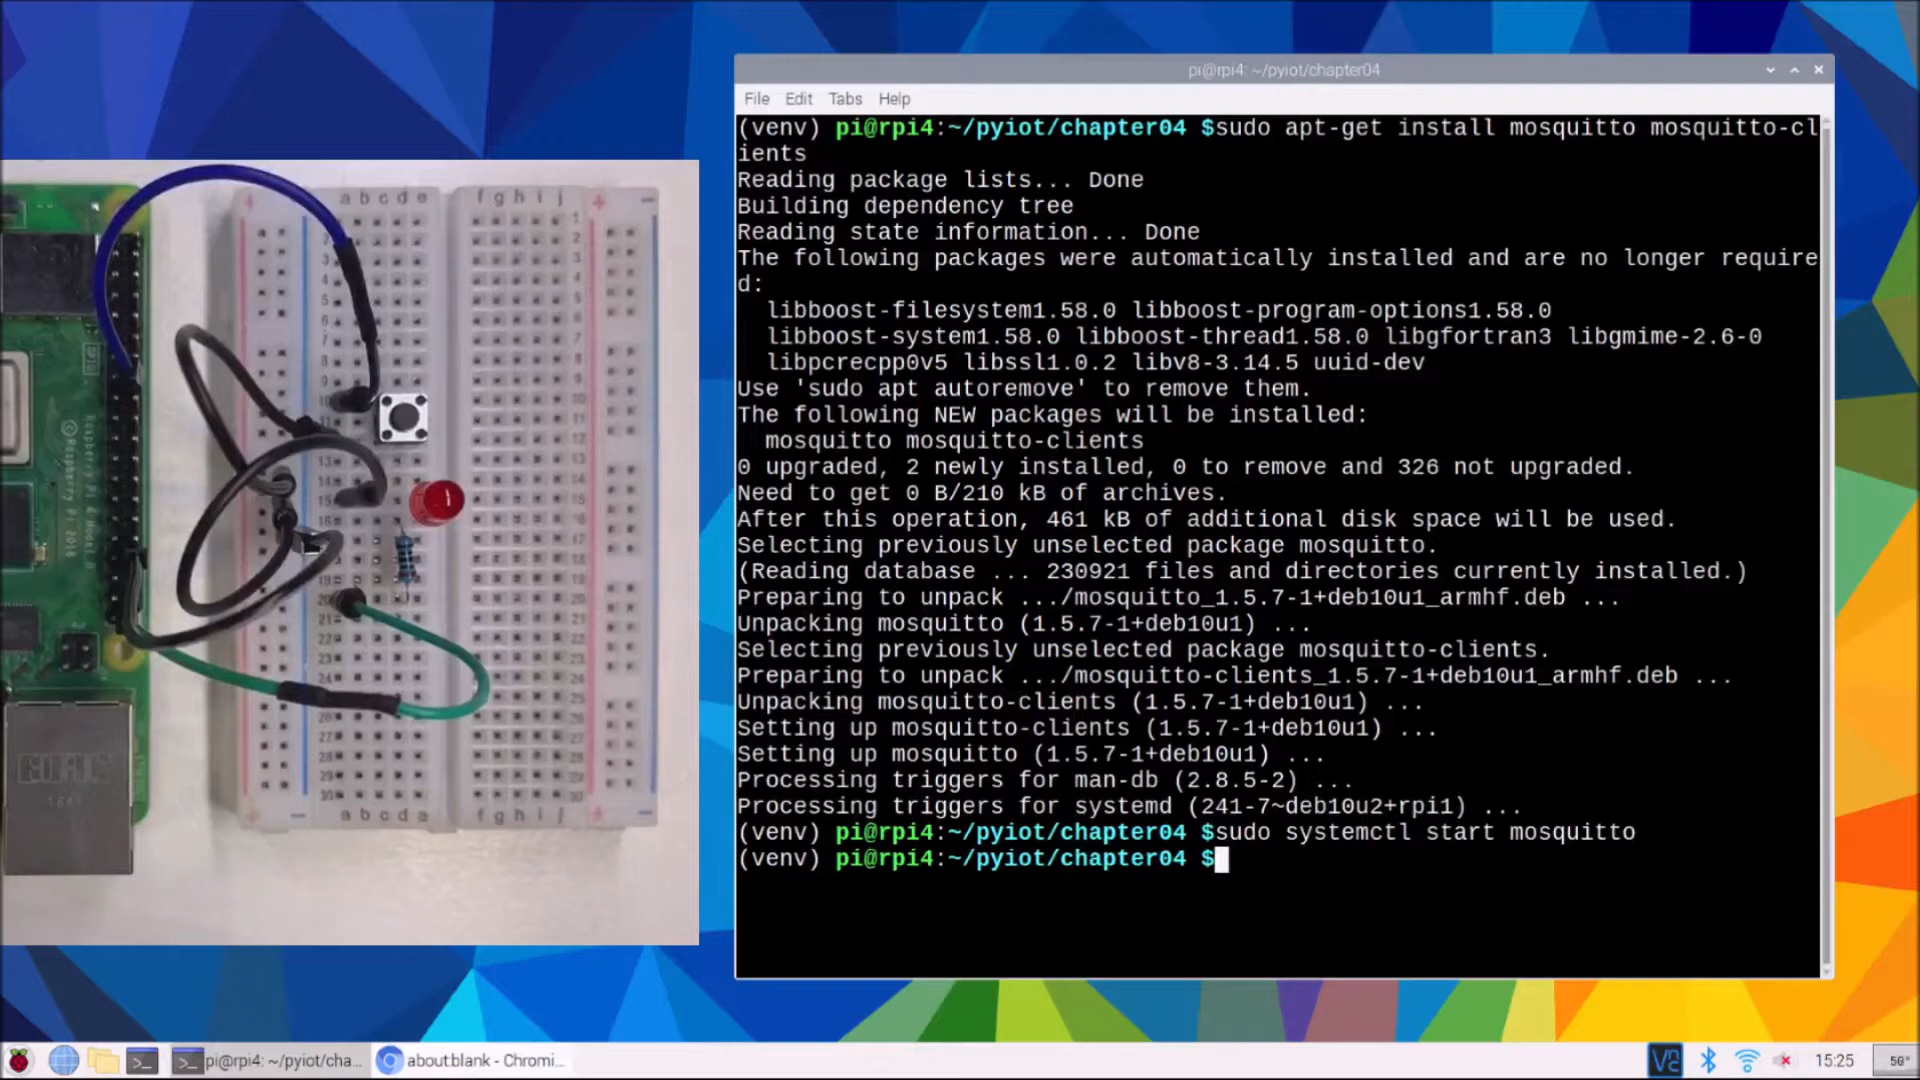 pi@rpi4: ~/pyiot/chapter04
File Edit Tabs Help
(venv) pi@rpi4:~/pyiot/chapter04 $sudo apt-get install mosquitto mosquitto-cl
ients
Reading package lists... Done
Building dependency tree
Reading state information... Done
The following packages were automatically installed and are no longer require
d:
libboost-filesystem1.58.0 libboost-program-options1.58.0
libboost-system1.58.0 libboost-thread1.58.0 libgfortran3 libgmime-2.6-0
libpcrecpp0v5 libssl1.0.2 libv8-3.14.5 uuid-dev
Use 'sudo apt autoremove' to remove them.
The following NEW packages will be installed:
mosquitto mosquitto-clients
0 upgraded, 2 newly installed, 0 to remove and 326 not upgraded.
Need to get 0 B/210 kB of archives.
After this operation, 461 kB of additional disk space will be used.
Selecting previously unselected package mosquitto.
(Reading database ... 230921 files and directories currently installed.)
Preparing to unpack .../mosquitto_1.5.7-1+deb10u1_armhf.deb ...
Unpacking mosquitto (1.5.7-1+deb10u1) ...
Selecting previously unselected package mosquitto-clients.
Preparing to unpack .../mosquitto-clients_1.5.7-1+deb10u1_armhf.deb ...
Unpacking mosquitto-clients (1.5.7-1+deb10u1) ...
Setting up mosquitto-clients (1.5.7-1+deb10u1) ...
Setting up mosquitto (1.5.7-1+deb10u1) ...
Processing triggers for man-db (2.8.5-2) ...
Processing triggers for systemd (241-7~deb10u2+rpi1) ...
(venv) pi@rpi4:~/pyiot/chapter04 $sudo systemctl start mosquitto
(venv) pi@rpi4:~/pyiot/chapter04 $
a b c d e f g h i j
Raspberry Pi 4 Model B
a b c d e f g h i j
pi@rpi4: ~/pyiot/cha...
about:blank - Chromi...
15:25
50°